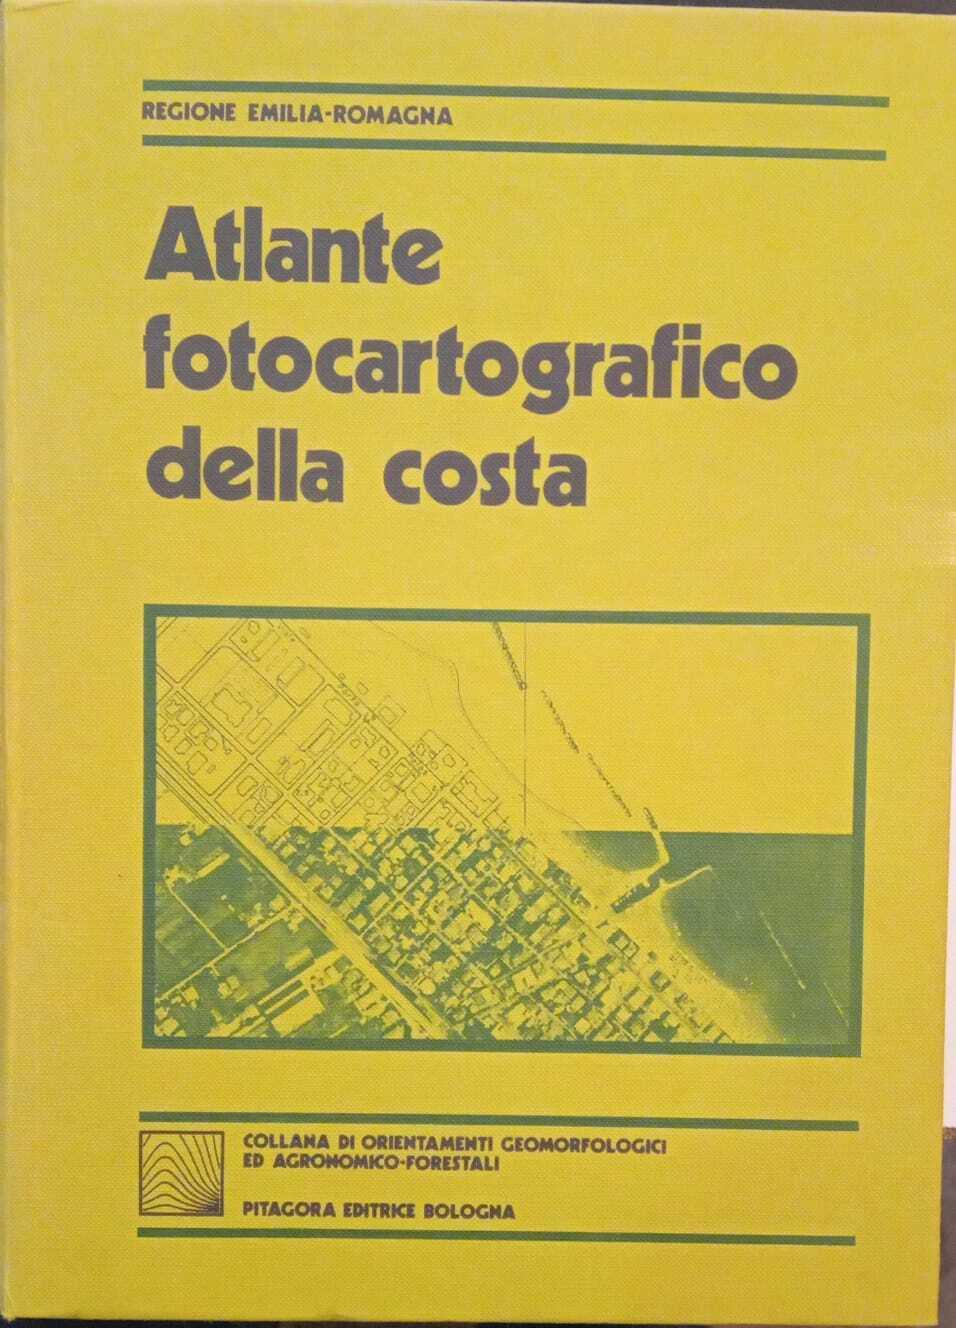 REGIONE EMILIA-ROMAGNA
Atlante
fotocartografico
della costa
COLLANA DI ORIENTAMENTI GEOMORFOLOGICI
ED AGRONOMICO-FORESTALI
PITAGORA EDITRICE BOLOGNA